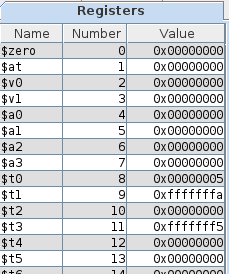 Registers
Name Number Value
$zero 0 0x00000000
$at 1 0x00000000
$v0 2 0x00000000
$v1 3 0x00000000
$a0 4 0x00000000
$a1 5 0x00000000
$a2 6 0x00000000
$a3 7 0x00000000
$t0 8 0x00000005
$t1 9 0xfffffffa
$t2 10 0x00000000
$t3 11 0xfffffff5
$t4 12 0x00000000
$t5 13 0x00000000
$t6 14 0x00000000